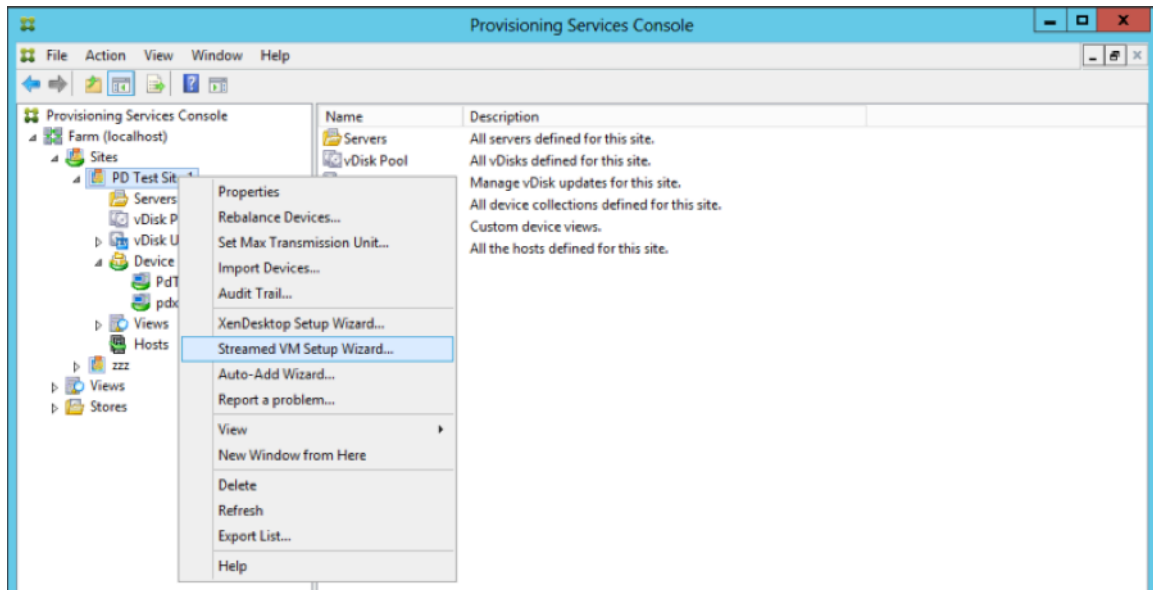 Provisioning Services Console
File Action View Window Help
Provisioning Services Console
Farm (localhost)
Sites
PD Test Sit 1
Servers
vDisk P
vDisk U
Device
PdT
pdx
Views
Hosts
zzz
Views
Stores
Properties
Rebalance Devices...
Set Max Transmission Unit...
Import Devices...
Audit Trail...
XenDesktop Setup Wizard...
Streamed VM Setup Wizard...
Auto-Add Wizard...
Report a problem...
View
New Window from Here
Delete
Refresh
Export List...
Help
Name Description
Servers All servers defined for this site.
vDisk Pool All vDisks defined for this site.
Manage vDisk updates for this site.
All device collections defined for this site.
Custom device views.
All the hosts defined for this site.